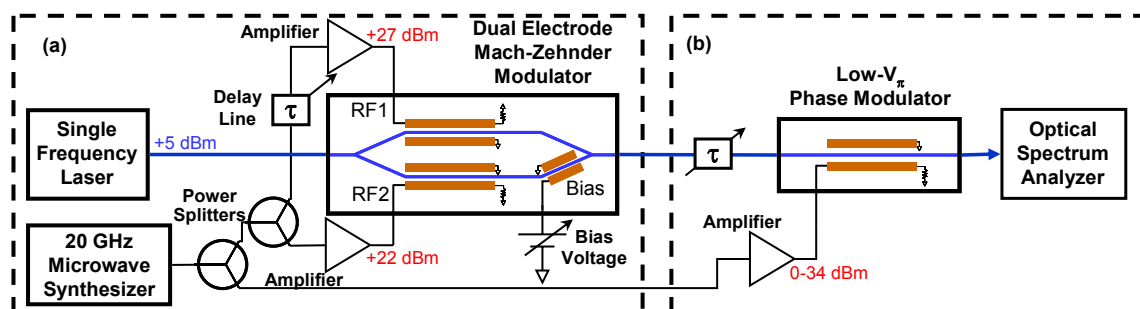 (a)
Amplifier
+27 dBm
Dual Electrode
Mach-Zehnder
Modulator
(b)
Delay
Line
τ
RF1
Low-Vπ
Phase Modulator
Single
Frequency
Laser
+5 dBm
τ
Optical
Spectrum
Analyzer
Power
Splitters
RF2
Bias
20 GHz
Microwave
Synthesizer
Amplifier
+22 dBm
Bias
Voltage
Amplifier
0-34 dBm